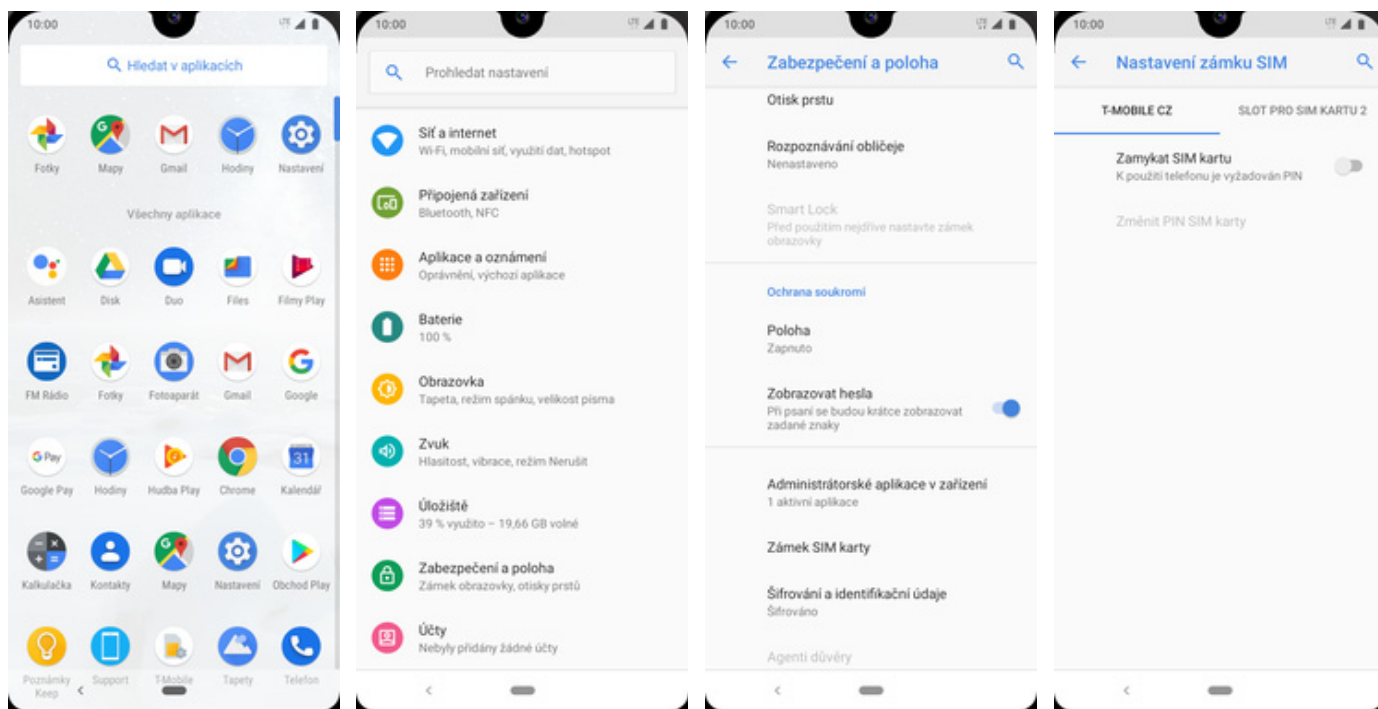 10:00
LTE
Hledat v aplikacích
Fotky
Mapy
Gmail
Hodiny
Nastavení
Všechny aplikace
Asistent
Disk
Duo
Files
Filmy Play
FM Rádio
Fotky
Fotoaparát
Gmail
Google
G Pay
31
Google Pay
Hodiny
Hudba Play
Chrome
Kalendář
Kalkulačka
Kontakty
Mapy
Nastavení
Obchod Play
Poznámky
Keep
Support
T-Mobile
Tapety
Telefon
10:00
LTE
Prohledat nastavení
Síť a internet
Wi-Fi, mobilní síť, využití dat, hotspot
Připojená zařízení
Bluetooth, NFC
Aplikace a oznámení
Oprávnění, výchozí aplikace
Baterie
100 %
Obrazovka
Tapeta, režim spánku, velikost písma
Zvuk
Hlasitost, vibrace, režim Nerušit
Úložiště
39 % využito – 19,66 GB volné
Zabezpečení a poloha
Zámek obrazovky, otisky prstů
Účty
Nebyly přidány žádné účty
10:00
LTE
Zabezpečení a poloha
Otisk prstu
Rozpoznávání obličeje
Nenastaveno
Smart Lock
Před použitím nejdříve nastavte zámek
obrazovky
Ochrana soukromí
Poloha
Zapnuto
Zobrazovat hesla
Při psaní se budou krátce zobrazovat
zadané znaky
Administrátorské aplikace v zařízení
1 aktivní aplikace
Zámek SIM karty
Šifrování a identifikační údaje
Šifrováno
Agenti důvěry
10:00
LTE
Nastavení zámku SIM
T-MOBILE CZ
SLOT PRO SIM KARTU 2
Zamykat SIM kartu
K použití telefonu je vyžadován PIN
Změnit PIN SIM karty